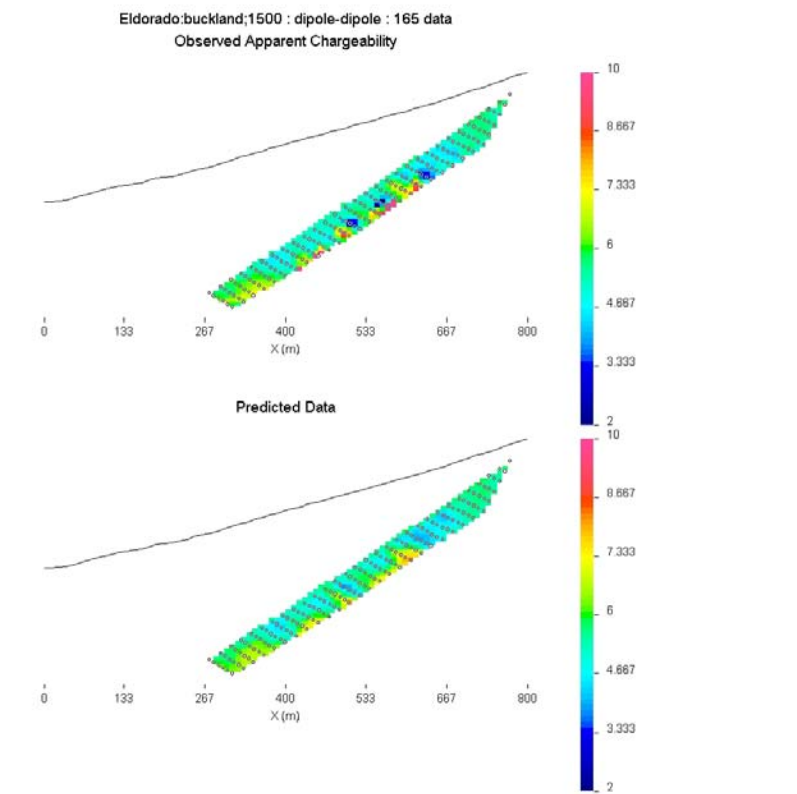 Eldorado:buckland;1500 : dipole-dipole : 165 data
Observed Apparent Chargeability
10
8.667
7.333
6
4.667
3.333
2
0 133 267 400 533 667 800
X (m)
Predicted Data
10
8.667
7.333
6
4.667
3.333
2
0 133 267 400 533 667 800
X (m)